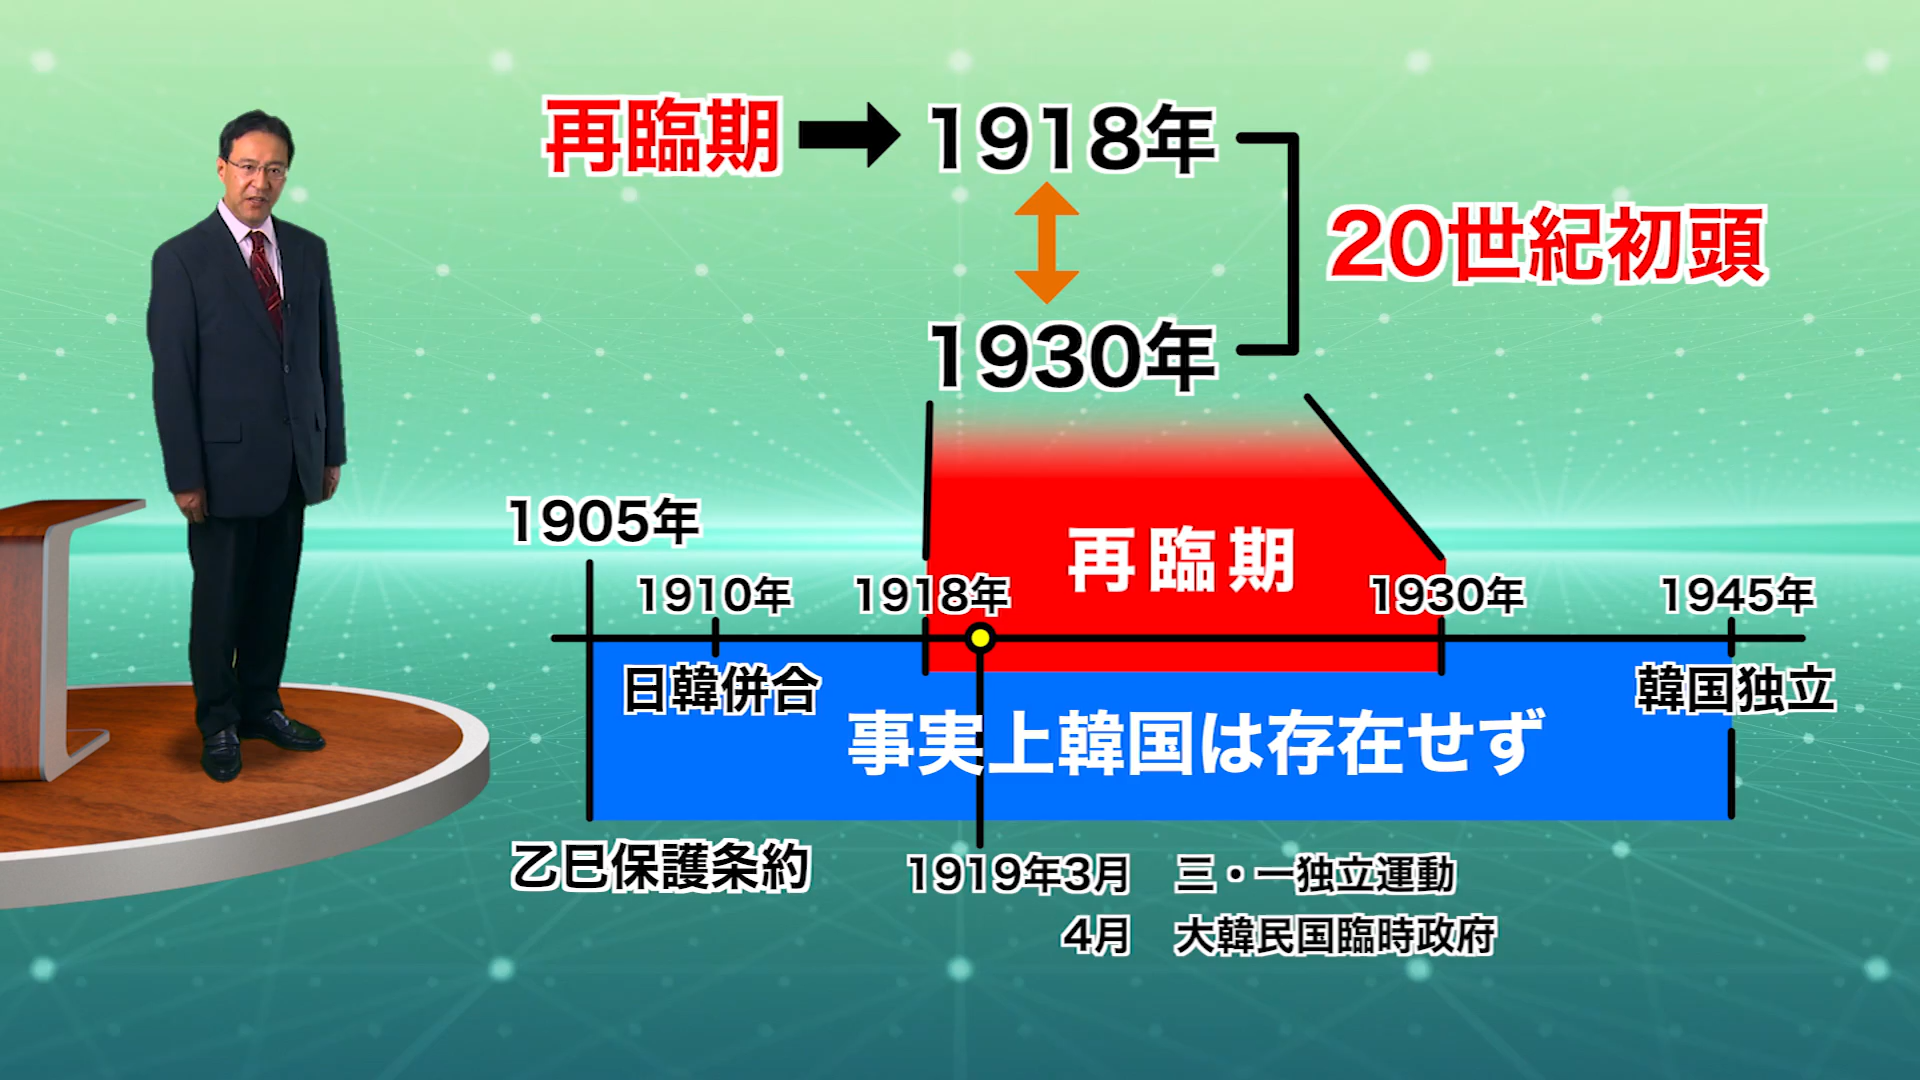 再臨期 → 1918年
1930年
20世紀初頭
再臨期
1905年
1910年
1918年
1930年
1945年
日韓併合
韓国独立
事実上韓国は存在せず
乙巳保護条約
1919年3月 三・一独立運動
4月 大韓民国臨時政府